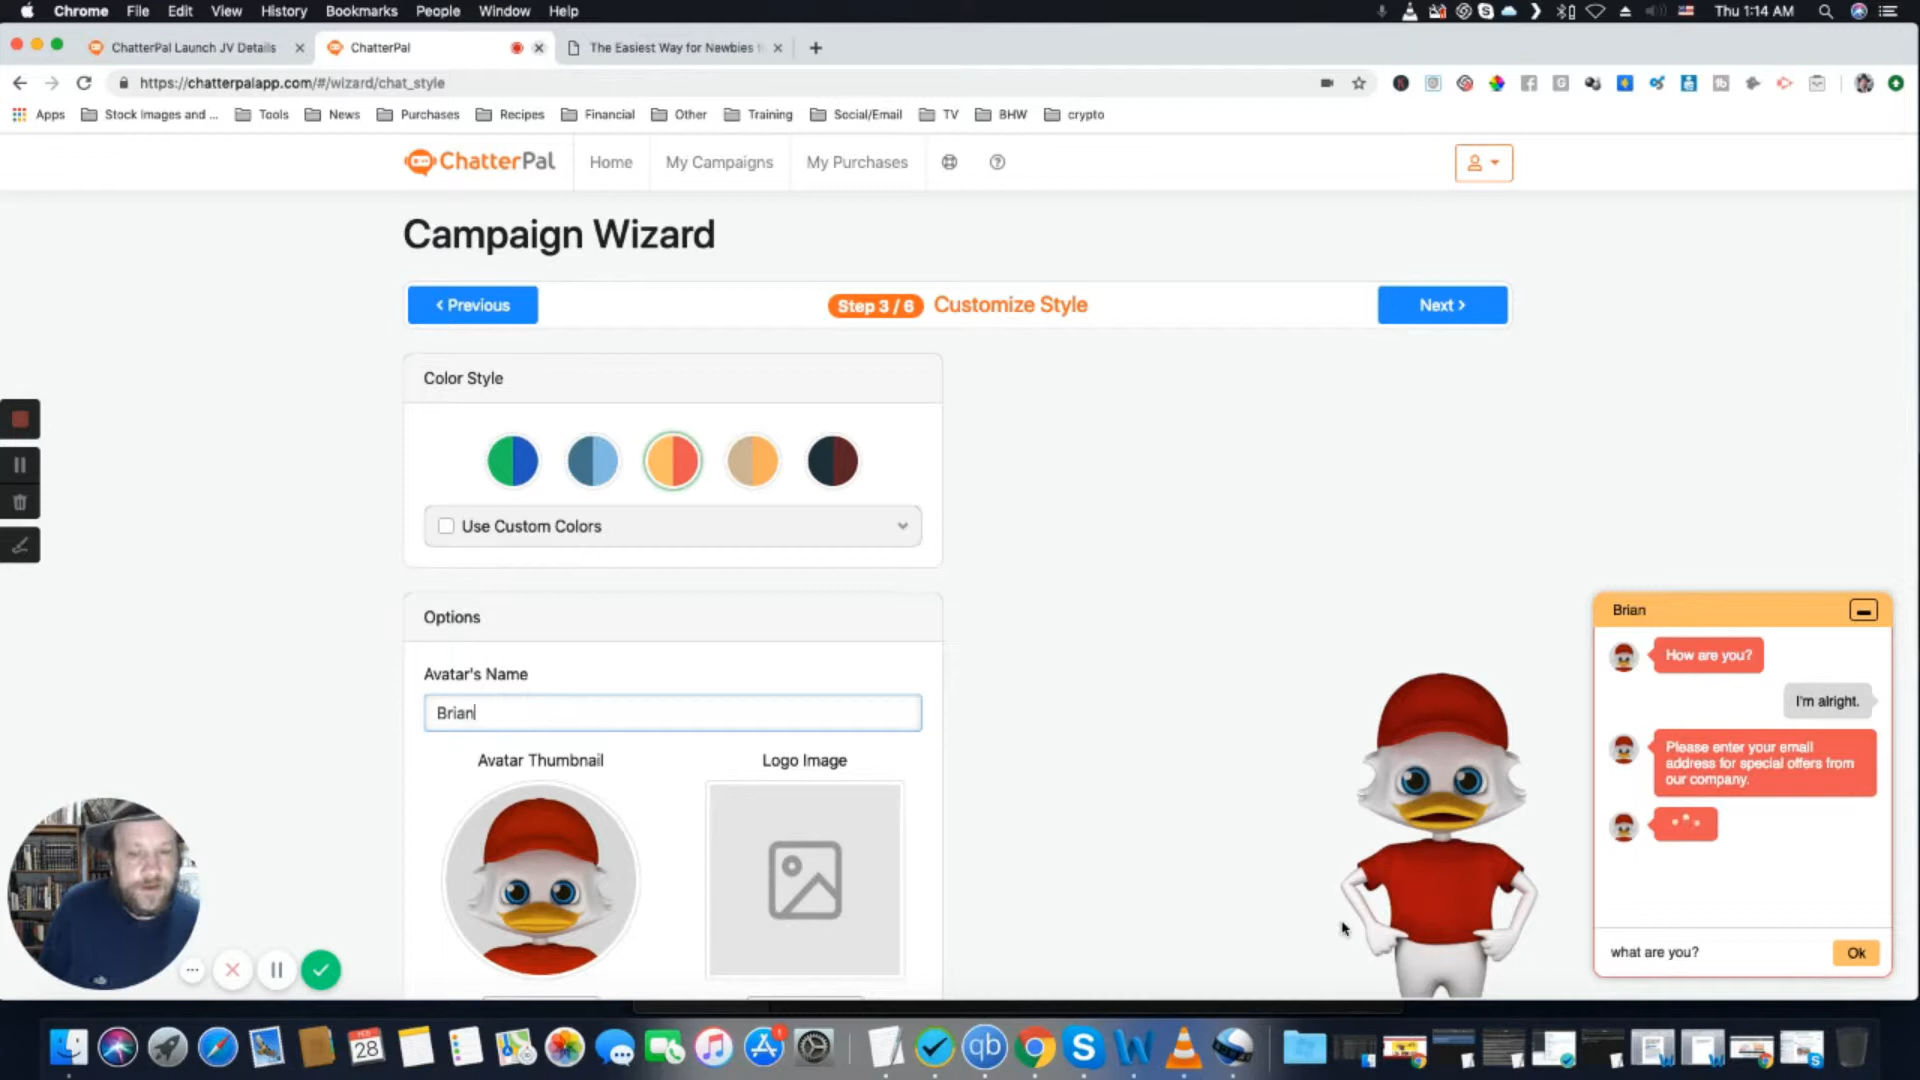 Chrome File Edit View History Bookmarks People Window Help Thu 1:14 AM
ChatterPal Launch JV Details ChatterPal The Easiest Way for Newbies
https://chatterpalapp.com/#/wizard/chat_style
Apps Stock Images and ... Tools News Purchases Recipes Financial Other Training Social/Email TV BHW crypto
ChatterPal Home My Campaigns My Purchases
Campaign Wizard
Previous Step 3 / 6 Customize Style Next
Color Style
Use Custom Colors
Options
Avatar's Name
Brian
Avatar Thumbnail Logo Image
Brian
How are you?
I'm alright.
Please enter your email
address for special offers from
our company.
what are you? Ok
FEB
28
qb